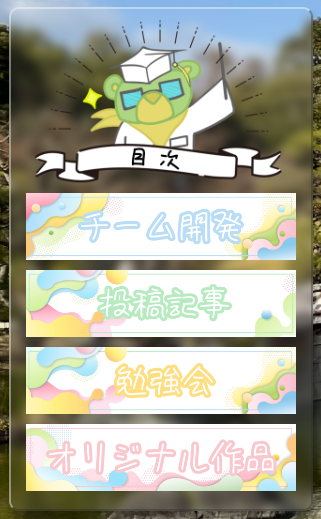 目次
チーム開発
投稿記事
勉強会
オリジナル作品